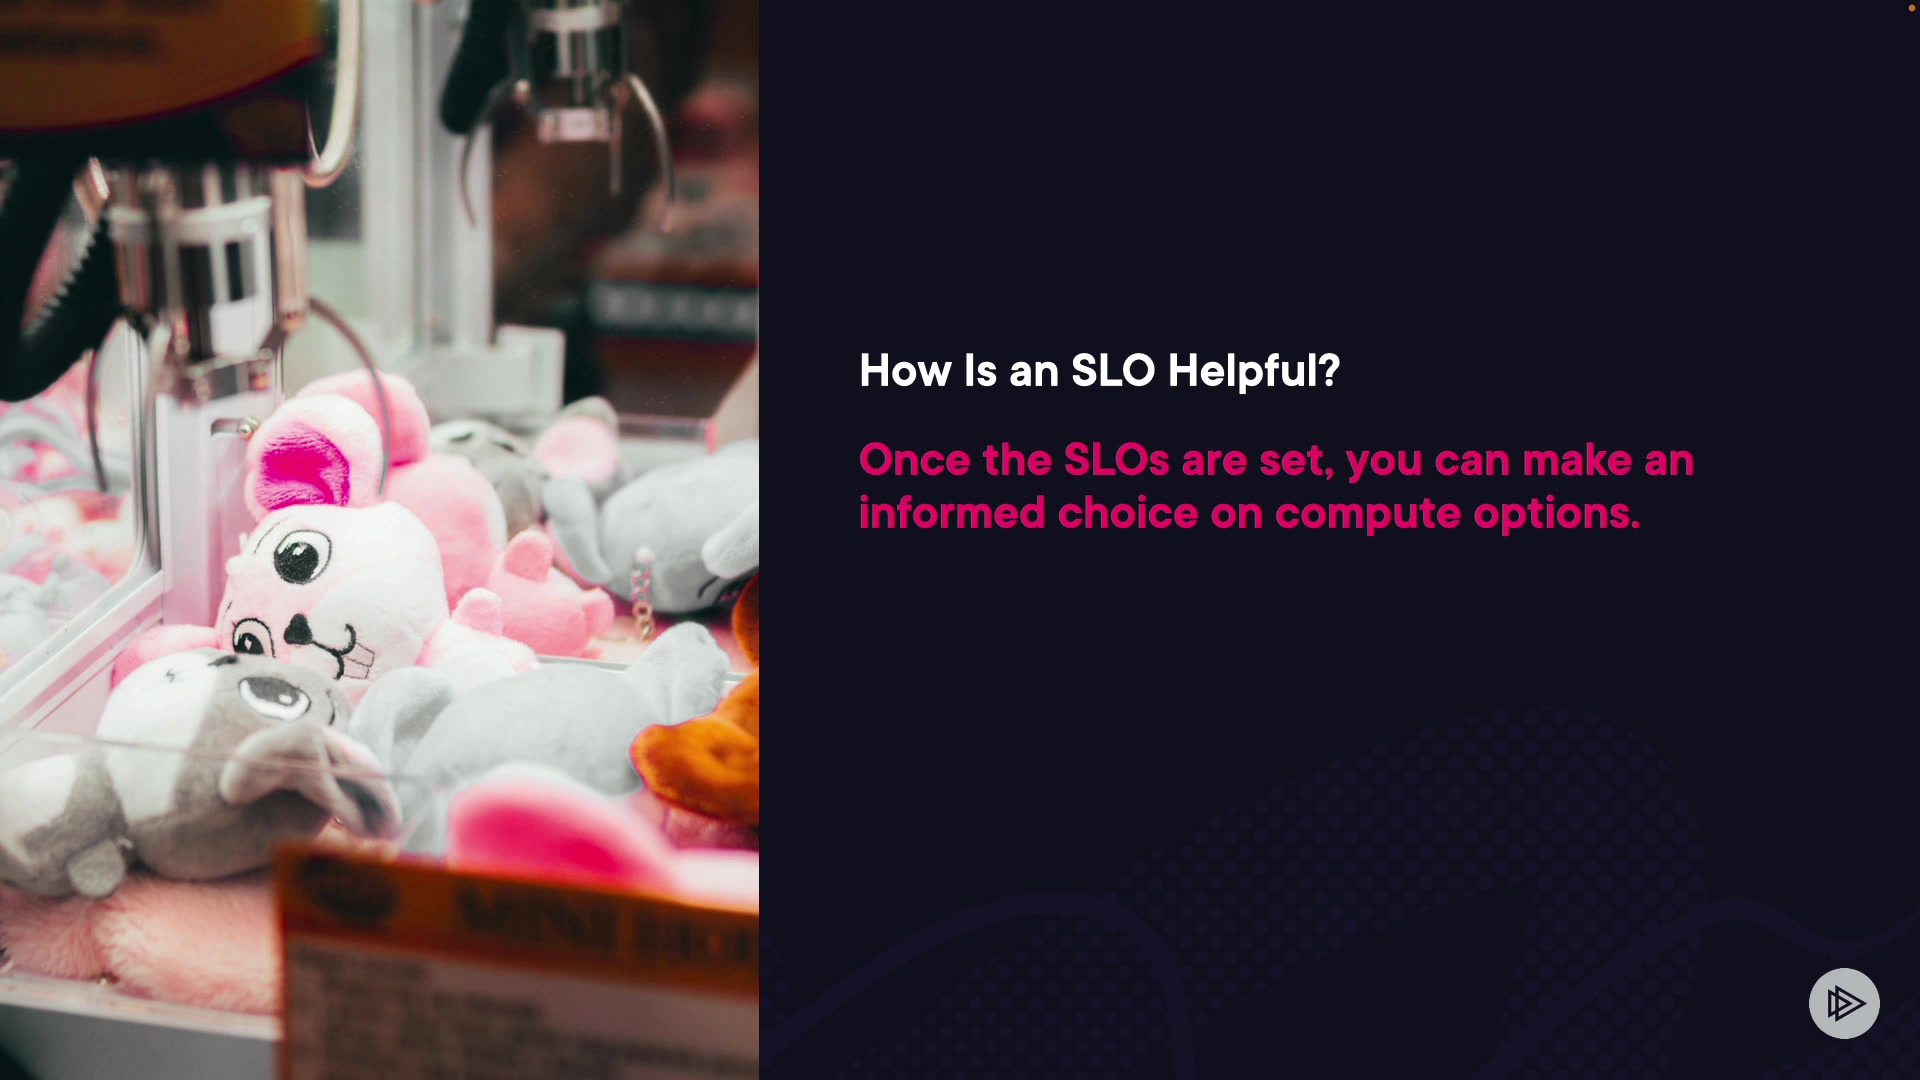 How Is an SLO Helpful?
Once the SLOs are set, you can make an
informed choice on compute options.